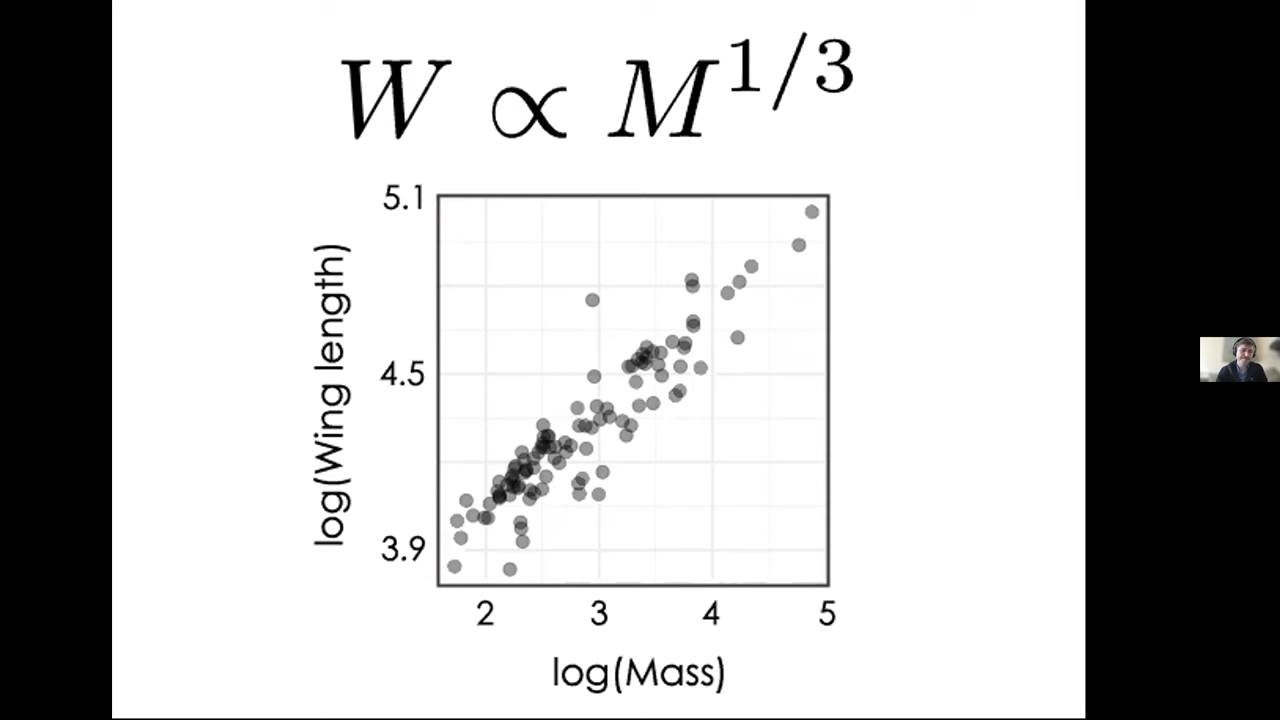 W ∝ M^{1/3}
5.1
4.5
3.9
log(Wing length)
2 3 4 5
log(Mass)